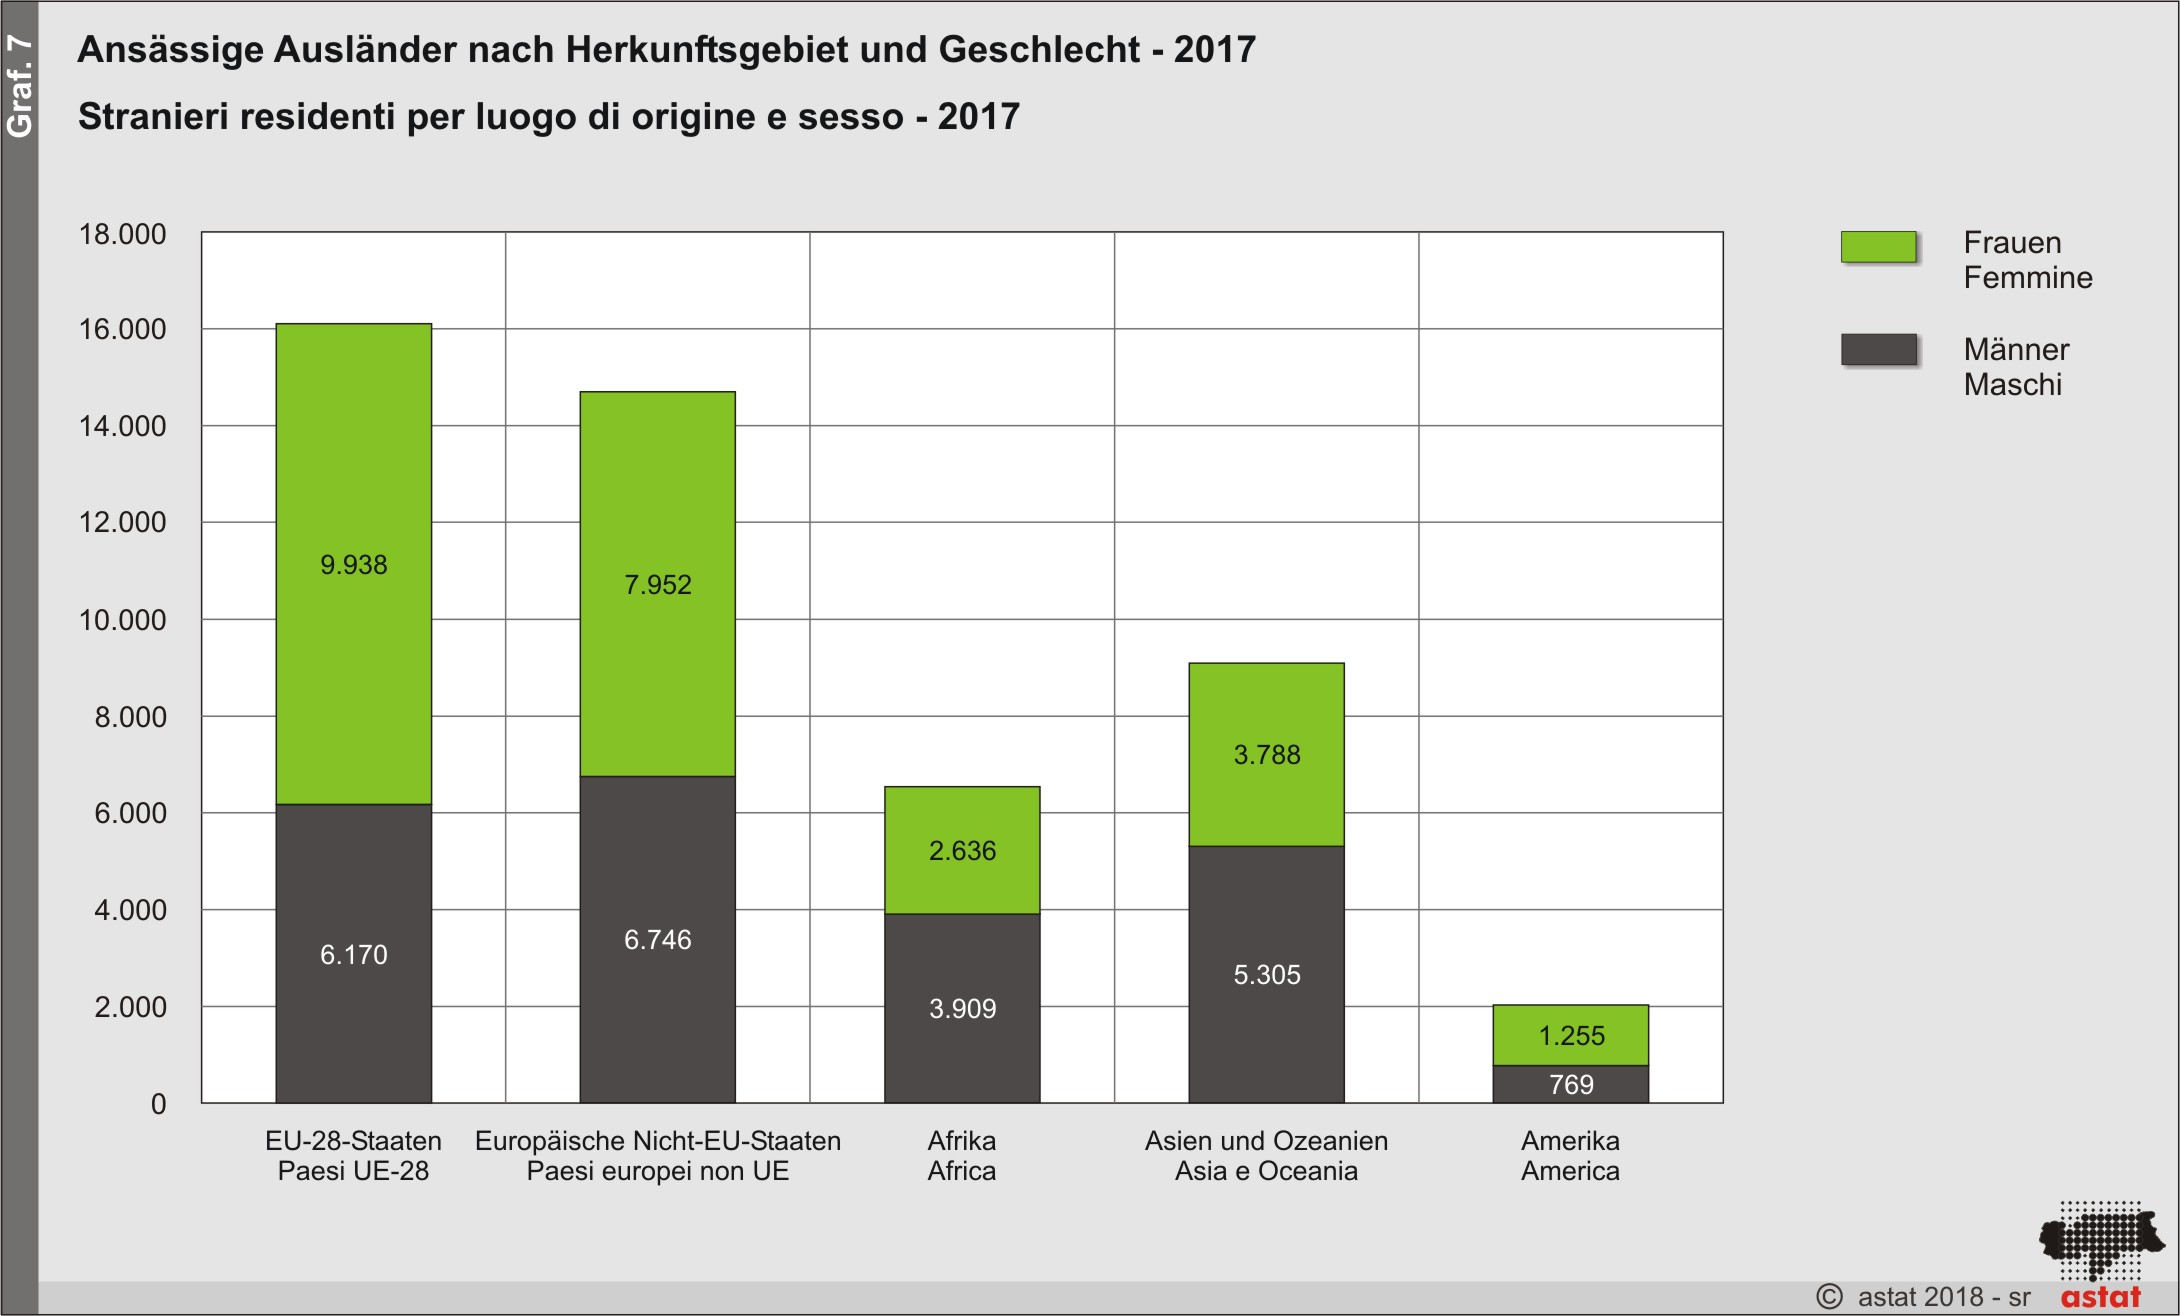 Graf. 7
Ansässige Ausländer nach Herkunftsgebiet und Geschlecht - 2017
Stranieri residenti per luogo di origine e sesso - 2017
18.000
16.000
14.000
12.000
10.000
8.000
6.000
4.000
2.000
0
9.938
6.170
7.952
6.746
2.636
3.909
3.788
5.305
1.255
769
EU-28-Staaten
Paesi UE-28
Europäische Nicht-EU-Staaten
Paesi europei non UE
Afrika
Africa
Asien und Ozeanien
Asia e Oceania
Amerika
America
Frauen
Femmine
Männer
Maschi
© astat 2018 - sr
astat